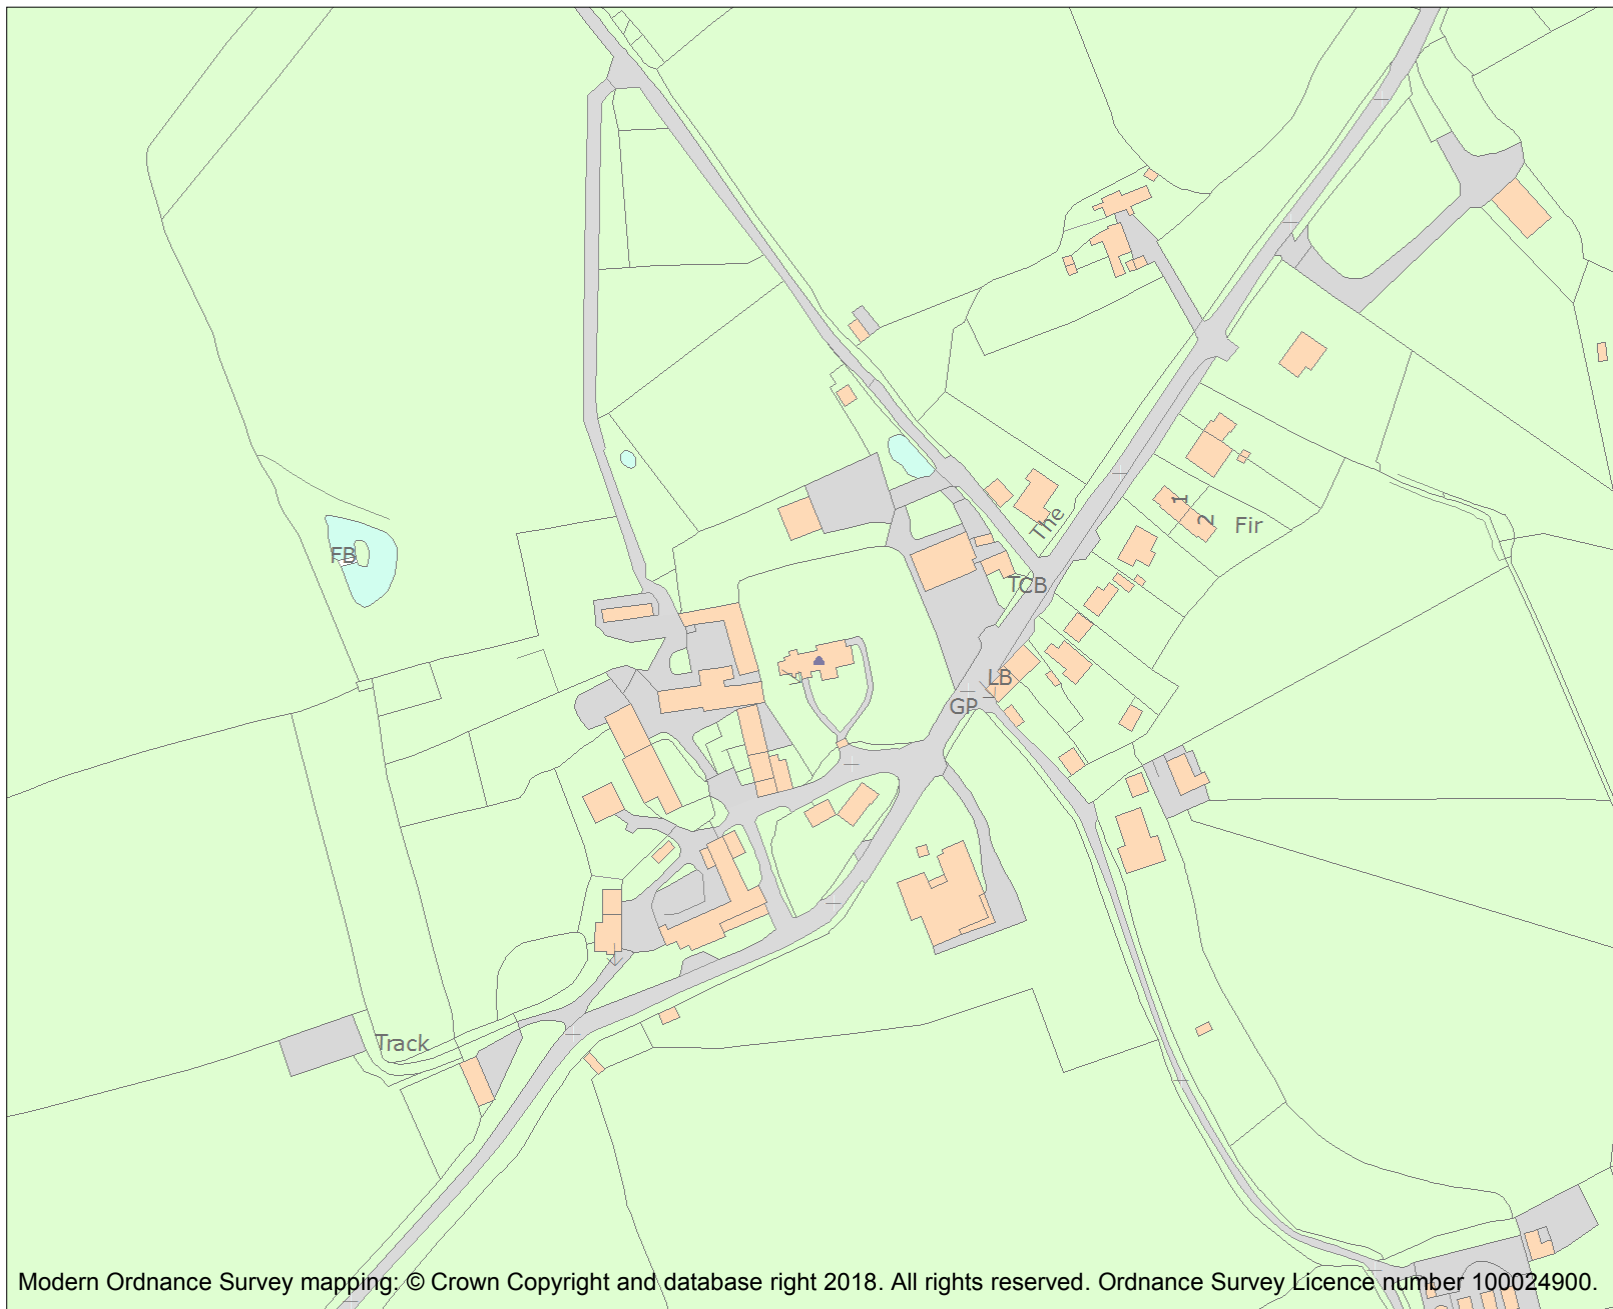 1
2
Fir
The
FB
TCB
LB
GP
Track
Modern Ordnance Survey mapping: © Crown Copyright and database right 2018. All rights reserved. Ordnance Survey Licence number 100024900.